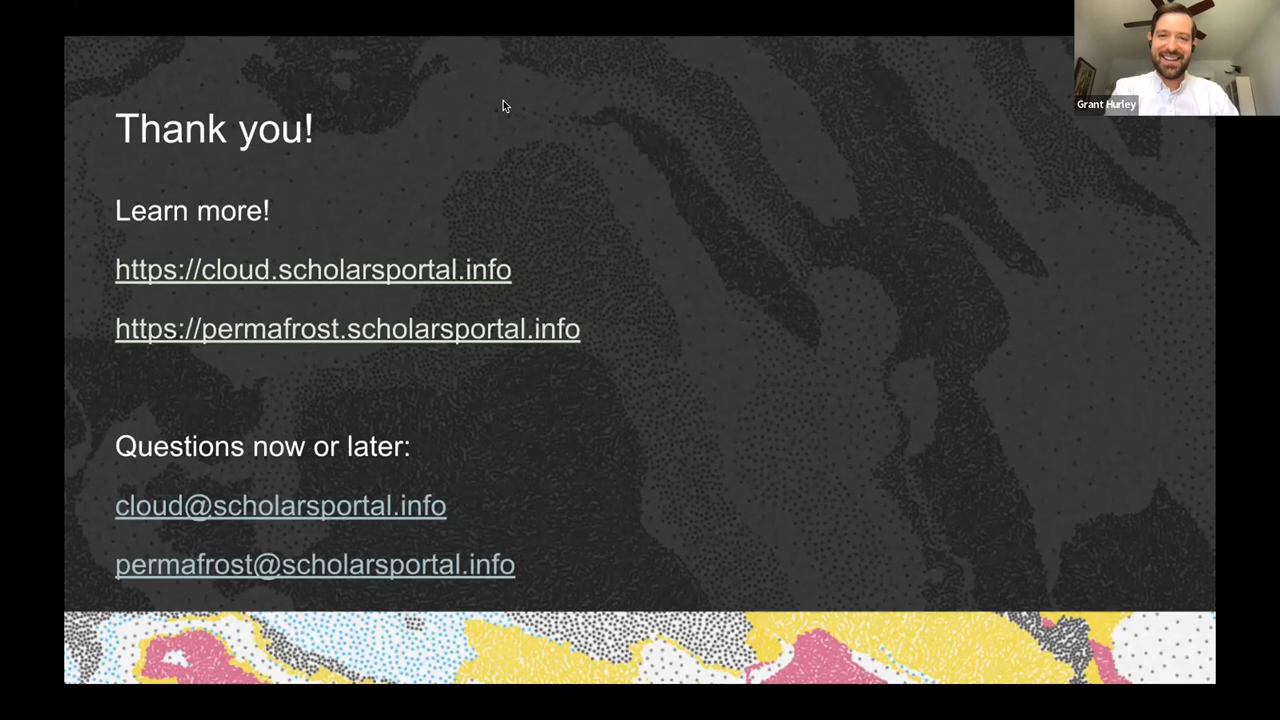 Thank you!
Learn more!
https://cloud.scholarsportal.info
https://permafrost.scholarsportal.info
Questions now or later:
cloud@scholarsportal.info
permafrost@scholarsportal.info
Grant Hurley